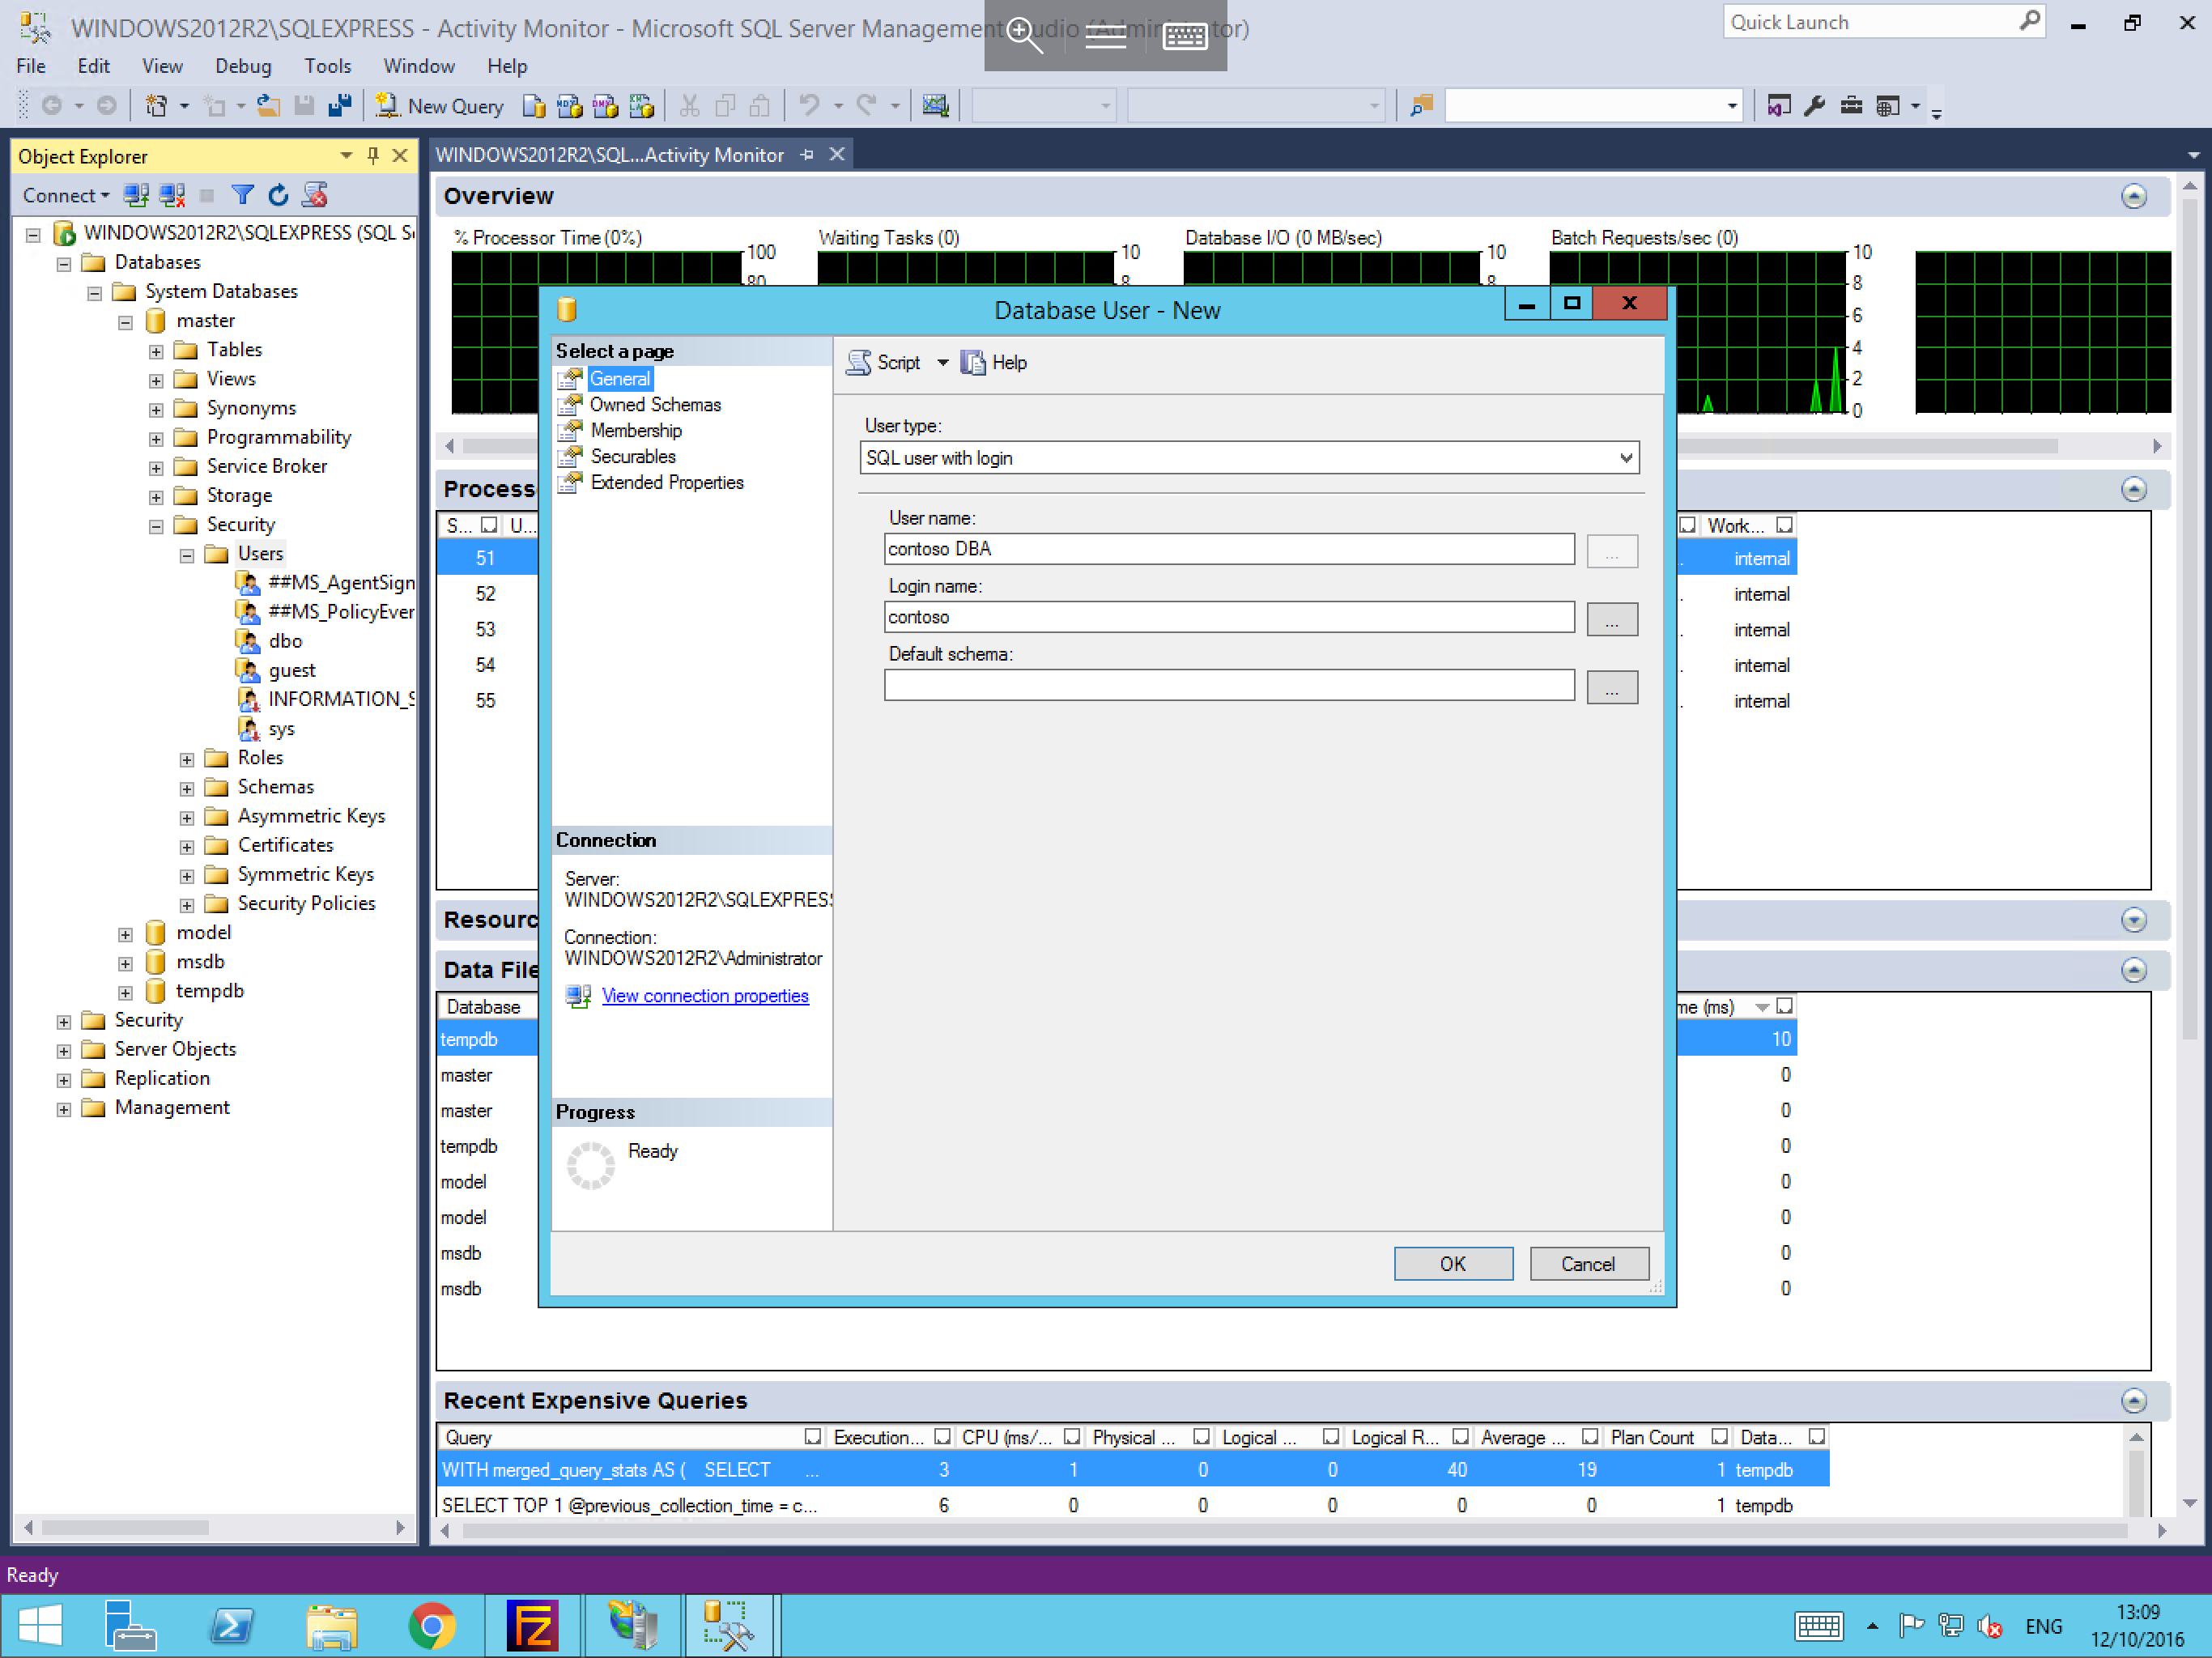 WINDOWS2012R2\SQLEXPRESS - Activity Monitor - Microsoft SQL Server Management Studio (Administrator)
Quick Launch
File Edit View Debug Tools Window Help
New Query
Object Explorer
WINDOWS2012R2\SQL...Activity Monitor
Connect
WINDOWS2012R2\SQLEXPRESS (SQL S
Databases
System Databases
master
Tables
Views
Synonyms
Programmability
Service Broker
Storage
Security
Users
##MS_AgentSign
##MS_PolicyEver
dbo
guest
INFORMATION_S
sys
Roles
Schemas
Asymmetric Keys
Certificates
Symmetric Keys
Security Policies
model
msdb
tempdb
Security
Server Objects
Replication
Management
Overview
% Processor Time (0%)
100
80
Waiting Tasks (0)
10
8
Database I/O (0 MB/sec)
10
8
Batch Requests/sec (0)
10
8
6
4
2
0
Process
S... U...
Work...
51 internal
52 internal
53 internal
54 internal
55 internal
Resourc
Data File
Database
me (ms)
tempdb 10
master 0
master 0
tempdb 0
model 0
model 0
msdb 0
msdb 0
Database User - New
Select a page
General
Owned Schemas
Membership
Securables
Extended Properties
Connection
Server:
WINDOWS2012R2\SQLEXPRESS
Connection:
WINDOWS2012R2\Administrator
View connection properties
Progress
Ready
Script Help
User type:
SQL user with login
User name:
contoso DBA
...
Login name:
contoso
...
Default schema:
...
OK Cancel
Recent Expensive Queries
Query Execution... CPU (ms/... Physical ... Logical ... Logical R... Average ... Plan Count Data...
WITH merged_query_stats AS ( SELECT ... 3 1 0 0 40 19 1 tempdb
SELECT TOP 1 @previous_collection_time = c... 6 0 0 0 0 0 1 tempdb
Ready
ENG
13:09
12/10/2016